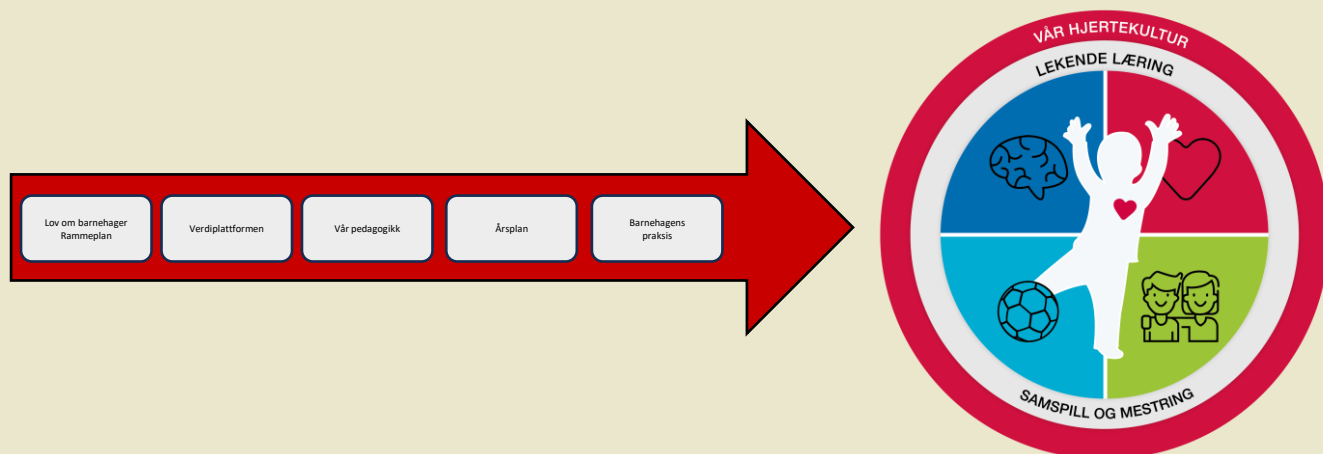 Lov om barnehager
Rammeplan
Verdiplattformen
Vår pedagogikk
Årsplan
Barnehagens
praksis
VÅR HJERTEKULTUR
LEKENDE LÆRING
SAMSPILL OG MESTRING